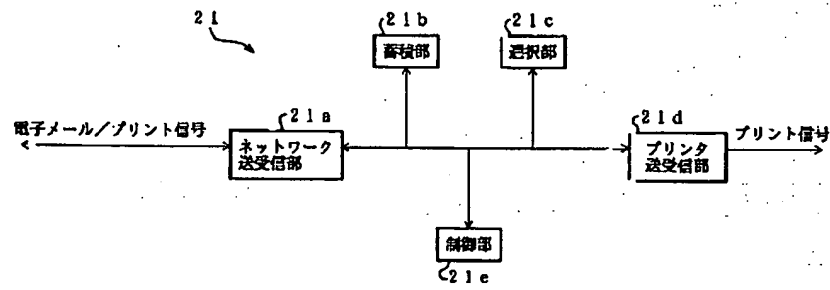 21
21b
蓄積部
21c
選択部
21a
電子メール／プリント信号
ネットワーク
送受信部
21d
プリンタ
送受信部
プリント信号
制御部
21e